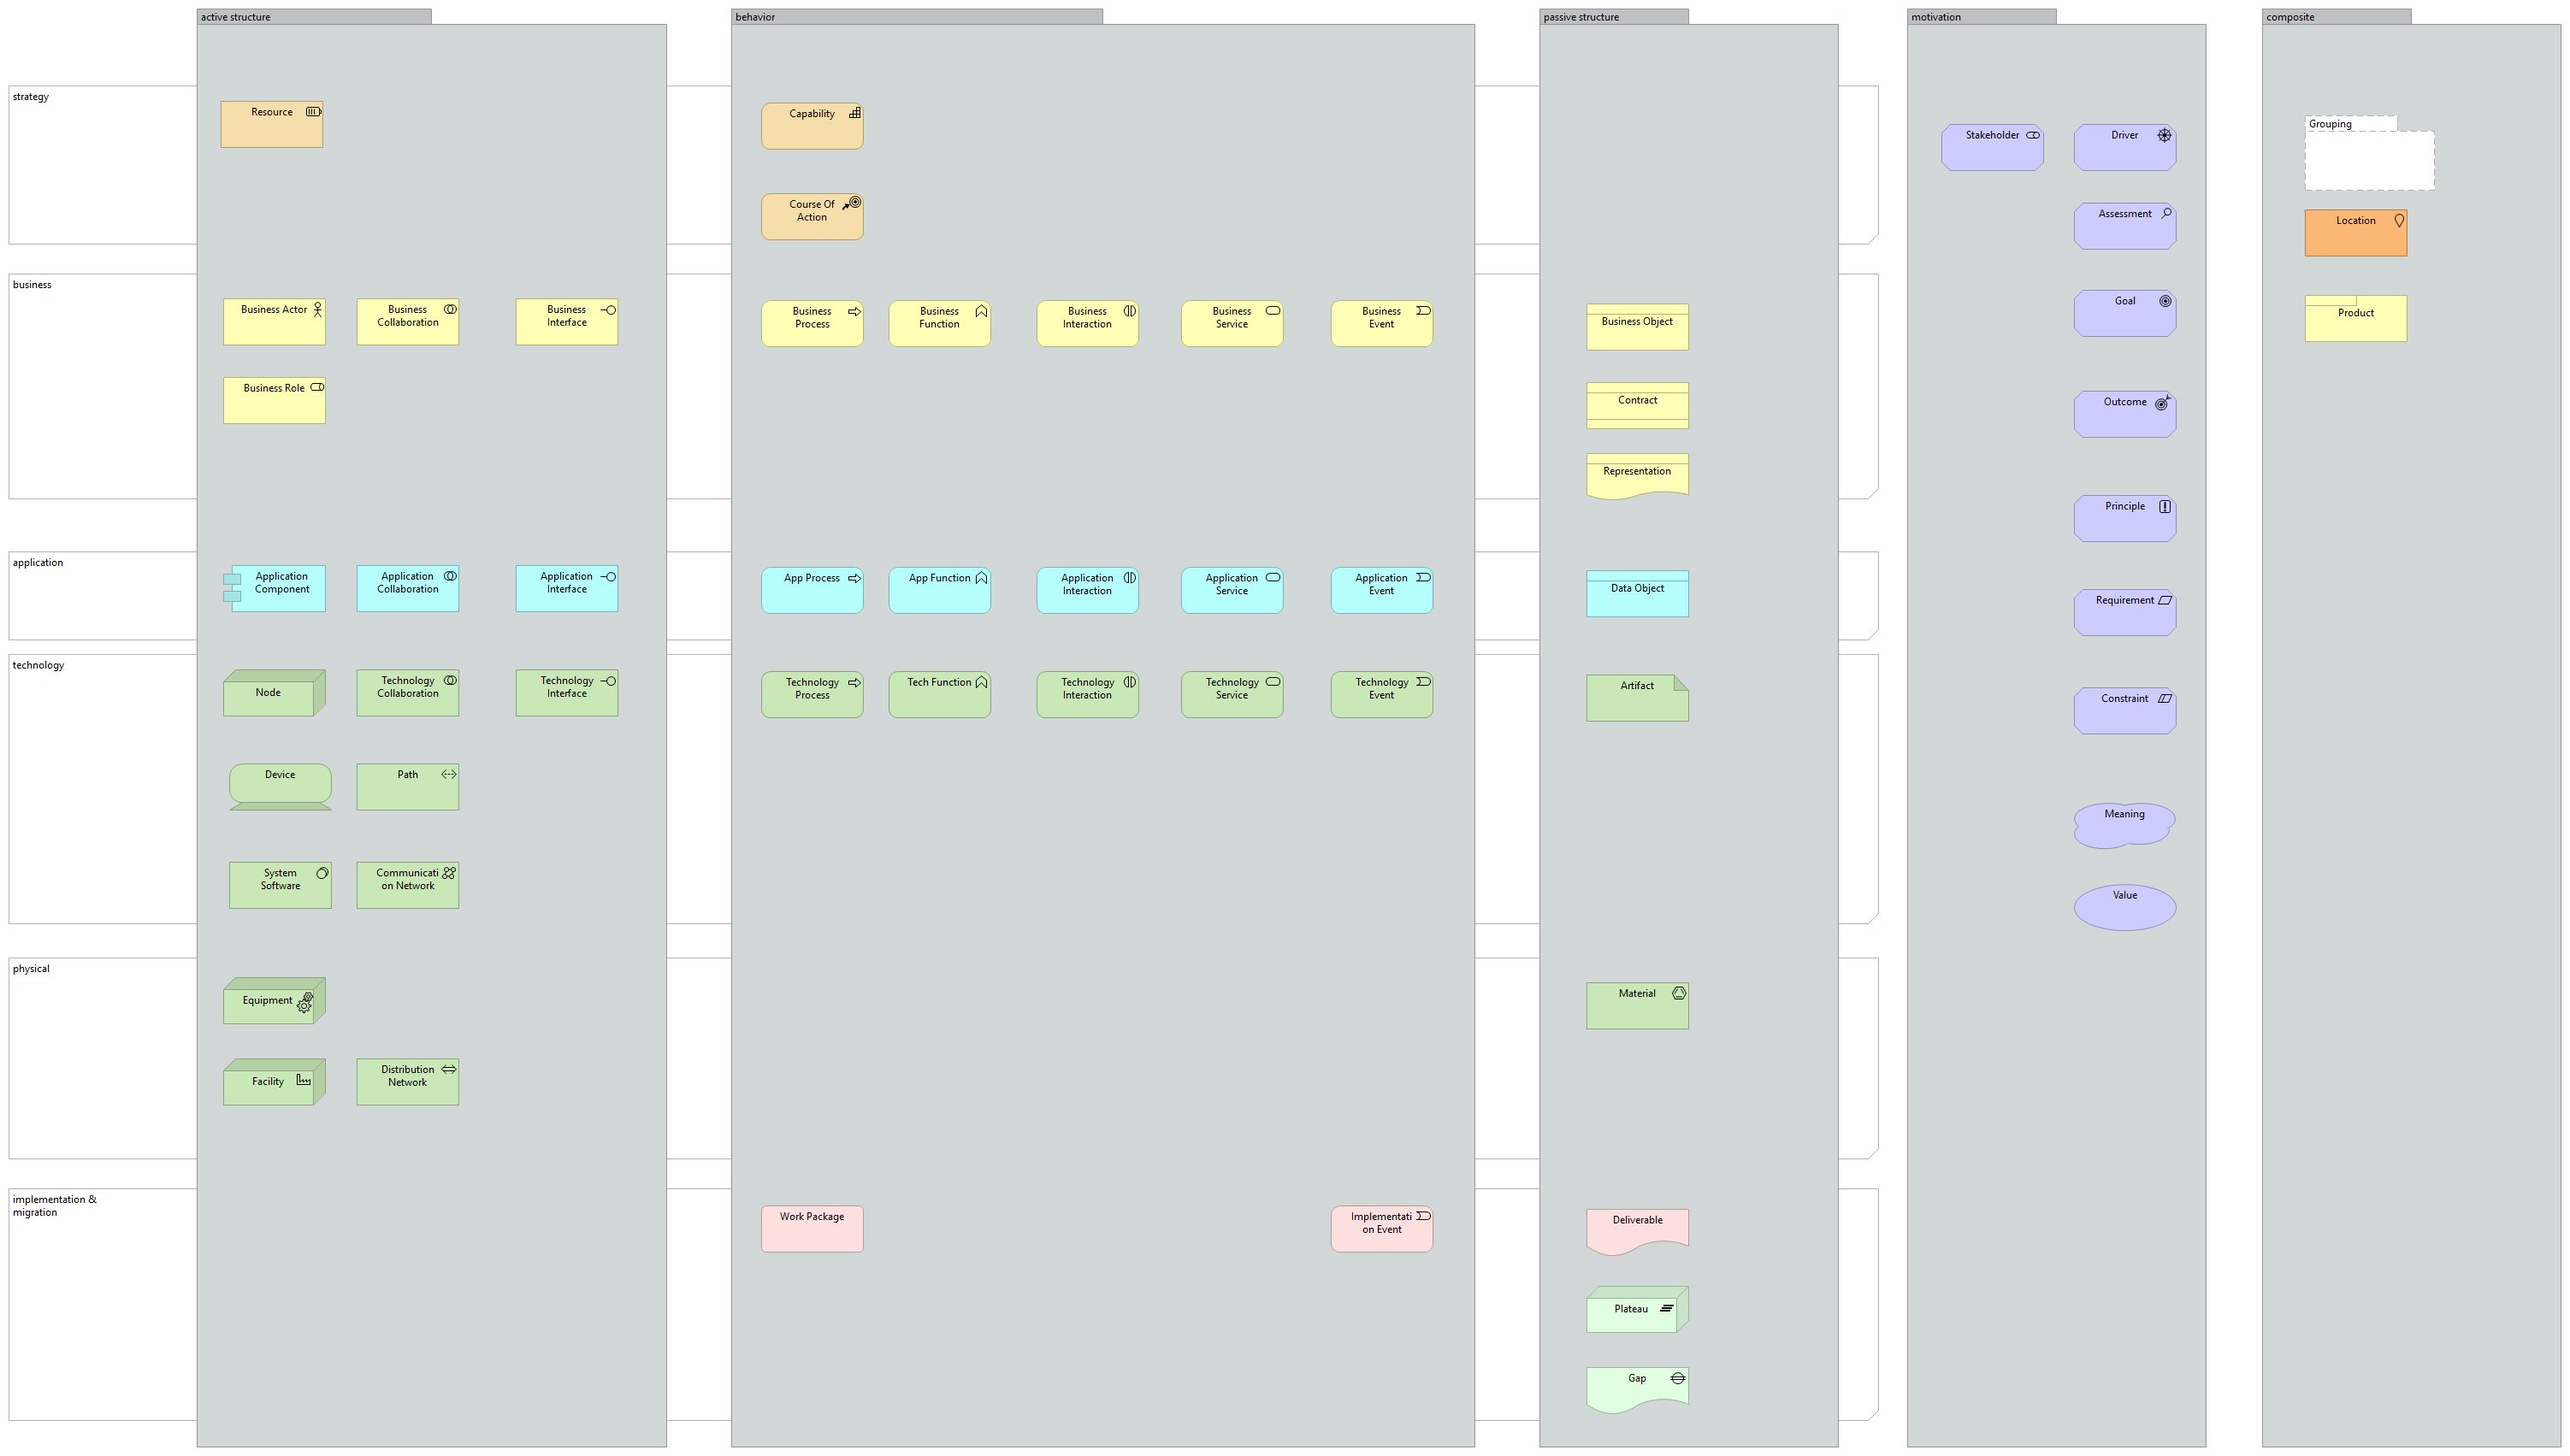 active structure
behavior
passive structure
motivation
composite
strategy
Resource
Capability
Course Of
Action
Stakeholder
Driver
Assessment
Grouping
Location
business
Business Actor
Business
Collaboration
Business
Interface
Business
Process
Business
Function
Business
Interaction
Business
Service
Business
Event
Business Object
Goal
Product
Business Role
Contract
Outcome
Representation
Principle
application
Application
Component
Application
Collaboration
Application
Interface
App Process
App Function
Application
Interaction
Application
Service
Application
Event
Data Object
Requirement
technology
Node
Technology
Collaboration
Technology
Interface
Technology
Process
Tech Function
Technology
Interaction
Technology
Service
Technology
Event
Artifact
Constraint
Device
Path
Meaning
System
Software
Communicati
on Network
Value
physical
Equipment
Material
Facility
Distribution
Network
implementation &
migration
Work Package
Implementati
on Event
Deliverable
Plateau
Gap